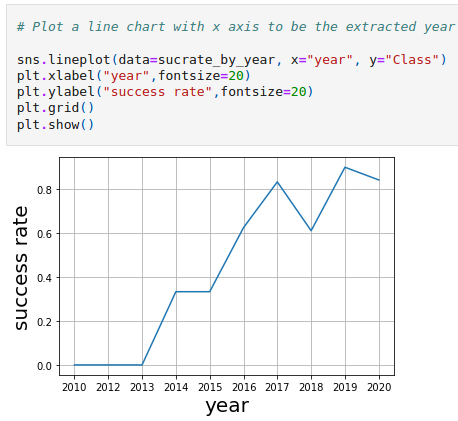 # Plot a line chart with x axis to be the extracted year
sns.lineplot(data=sucrate_by_year, x="year", y="Class")
plt.xlabel("year",fontsize=20)
plt.ylabel("success rate",fontsize=20)
plt.grid()
plt.show()
success rate
0.8
0.6
0.4
0.2
0.0
2010 2012 2013 2014 2015 2016 2017 2018 2019 2020
year